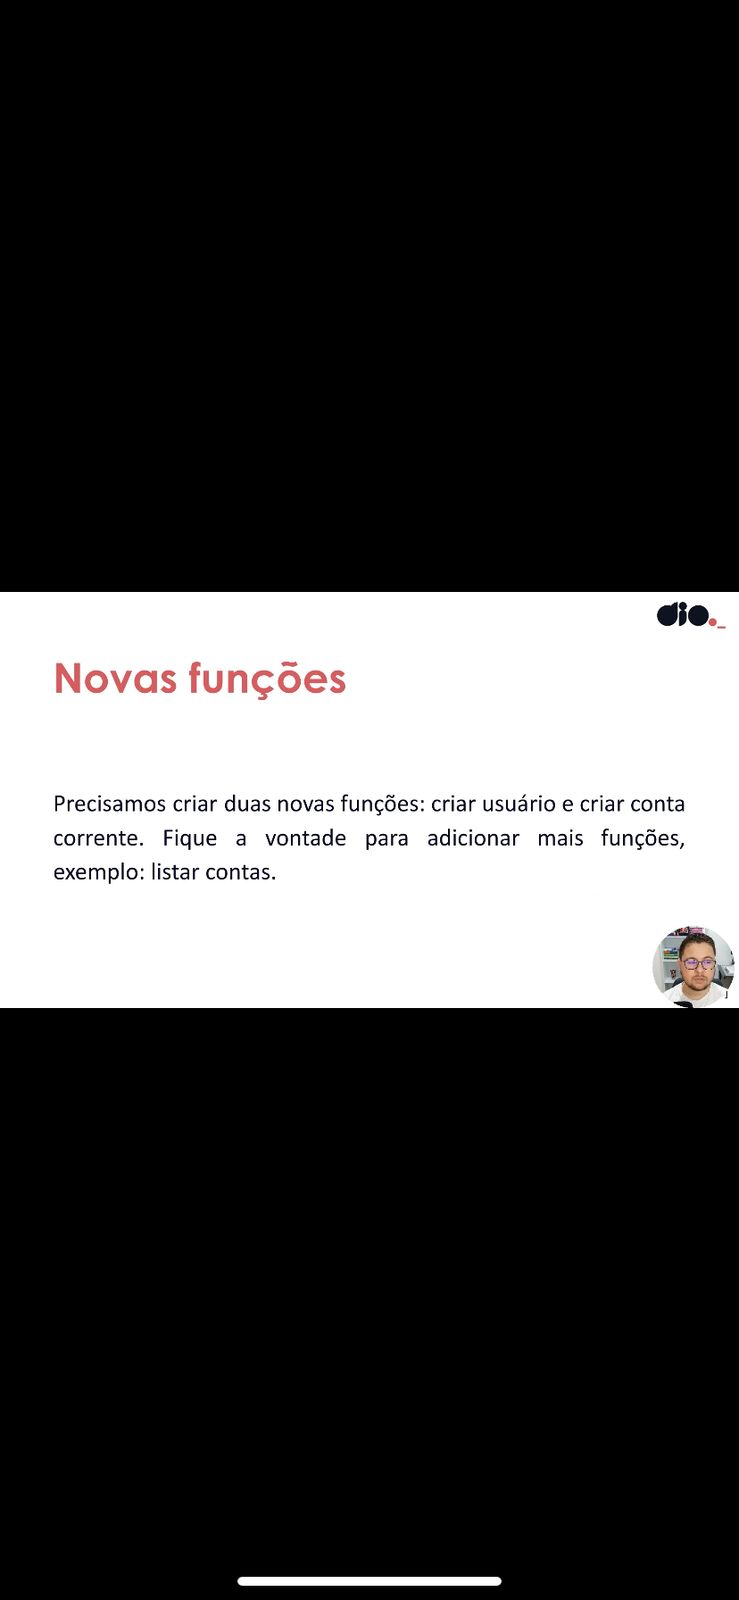 dio._
Novas funções
Precisamos criar duas novas funções: criar usuário e criar conta
corrente. Fique a vontade para adicionar mais funções,
exemplo: listar contas.